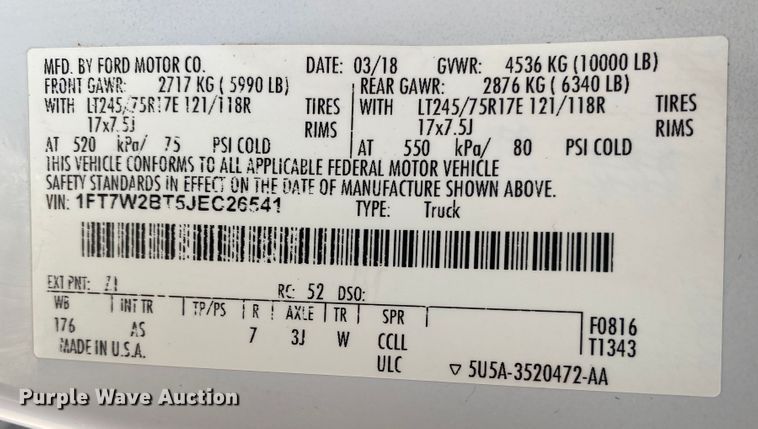 MFD. BY FORD MOTOR CO. DATE: 03/18 GVWR: 4536 KG (10000 LB)
FRONT GAWR: 2717 KG ( 5990 LB) REAR GAWR: 2876 KG ( 6340 LB)
WITH LT245/75R17E 121/118R TIRES WITH LT245/75R17E 121/118R TIRES
17x7.5J RIMS 17x7.5J RIMS
AT 520 kPa/ 75 PSI COLD AT 550 kPa/ 80 PSI COLD
THIS VEHICLE CONFORMS TO ALL APPLICABLE FEDERAL MOTOR VEHICLE
SAFETY STANDARDS IN EFFECT ON THE DATE OF MANUFACTURE SHOWN ABOVE.
VIN: 1FT7W2BT5JEC26541 TYPE: Truck
EXT PNT: Z1 RC: 52 DSO:
WB INT TR TP/PS R AXLE TR SPR F0816
176 AS 7 3J W CCLL T1343
MADE IN U.S.A. ULC ▽ 5U5A-3520472-AA
Purple Wave Auction